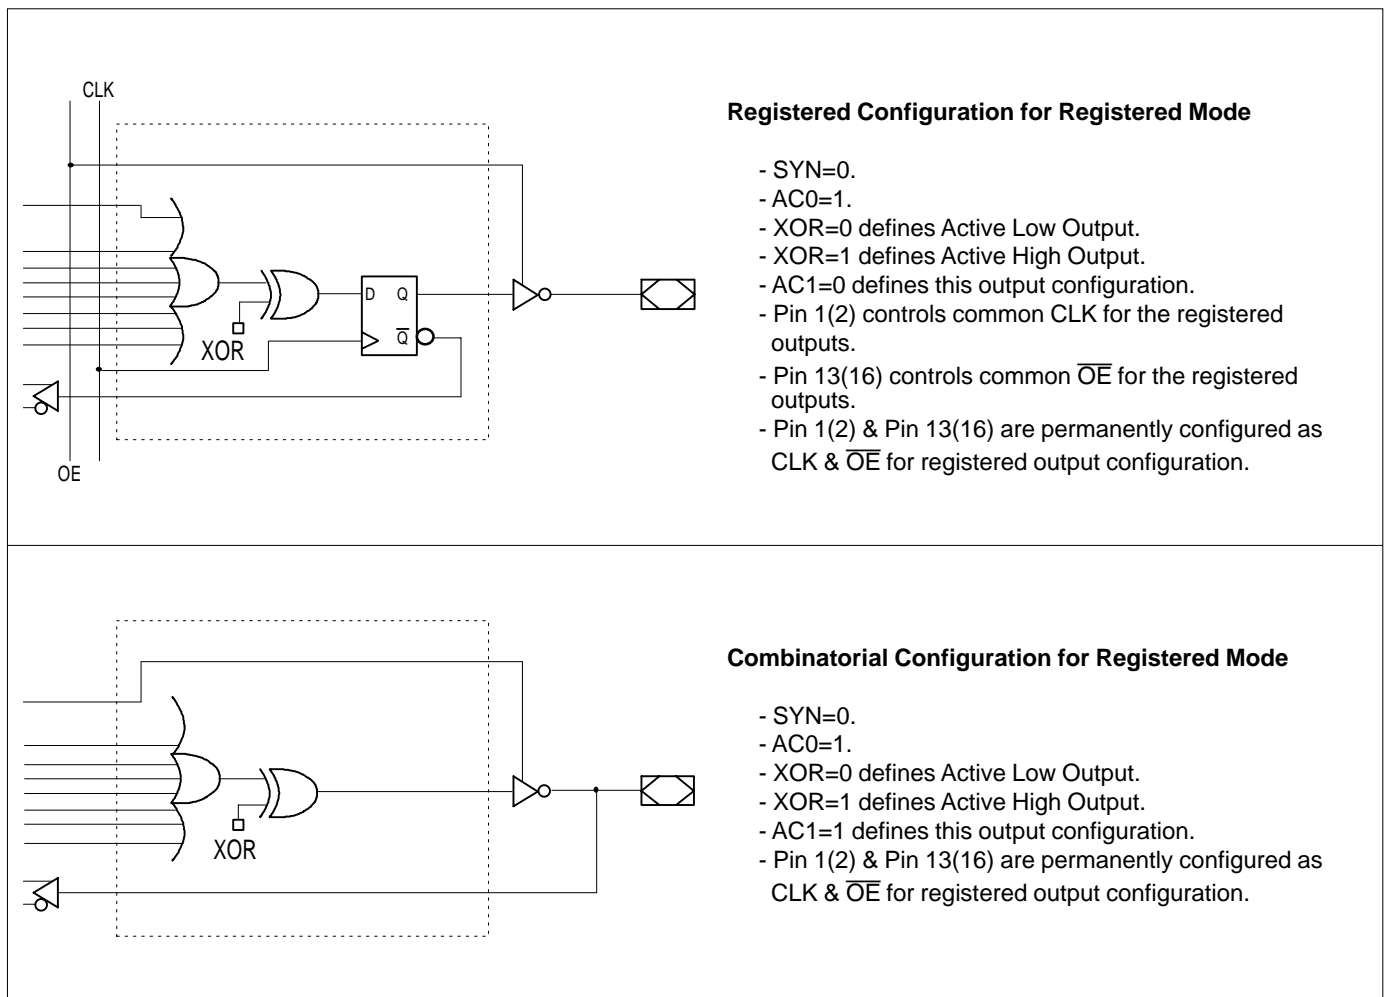 CLK
D Q
Q̅
XOR
OE
Registered Configuration for Registered Mode
- SYN=0.
- AC0=1.
- XOR=0 defines Active Low Output.
- XOR=1 defines Active High Output.
- AC1=0 defines this output configuration.
- Pin 1(2) controls common CLK for the registered
outputs.
- Pin 13(16) controls common O̅E̅ for the registered
outputs.
- Pin 1(2) & Pin 13(16) are permanently configured as
CLK & O̅E̅ for registered output configuration.
XOR
Combinatorial Configuration for Registered Mode
- SYN=0.
- AC0=1.
- XOR=0 defines Active Low Output.
- XOR=1 defines Active High Output.
- AC1=1 defines this output configuration.
- Pin 1(2) & Pin 13(16) are permanently configured as
CLK & O̅E̅ for registered output configuration.